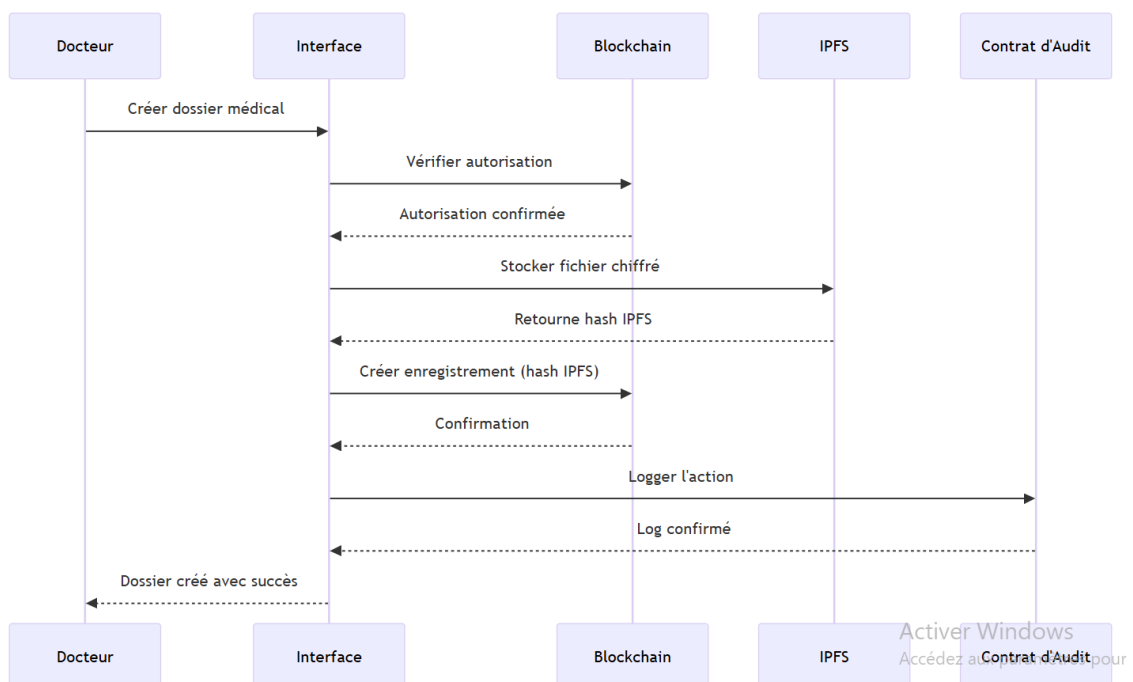 Docteur
Interface
Blockchain
IPFS
Contrat d'Audit
Créer dossier médical
Vérifier autorisation
Autorisation confirmée
Stocker fichier chiffré
Retourne hash IPFS
Créer enregistrement (hash IPFS)
Confirmation
Logger l'action
Log confirmé
Dossier créé avec succès
Activer Windows
Accédez aux paramètres pour
Docteur
Interface
Blockchain
IPFS
Contrat d'Audit